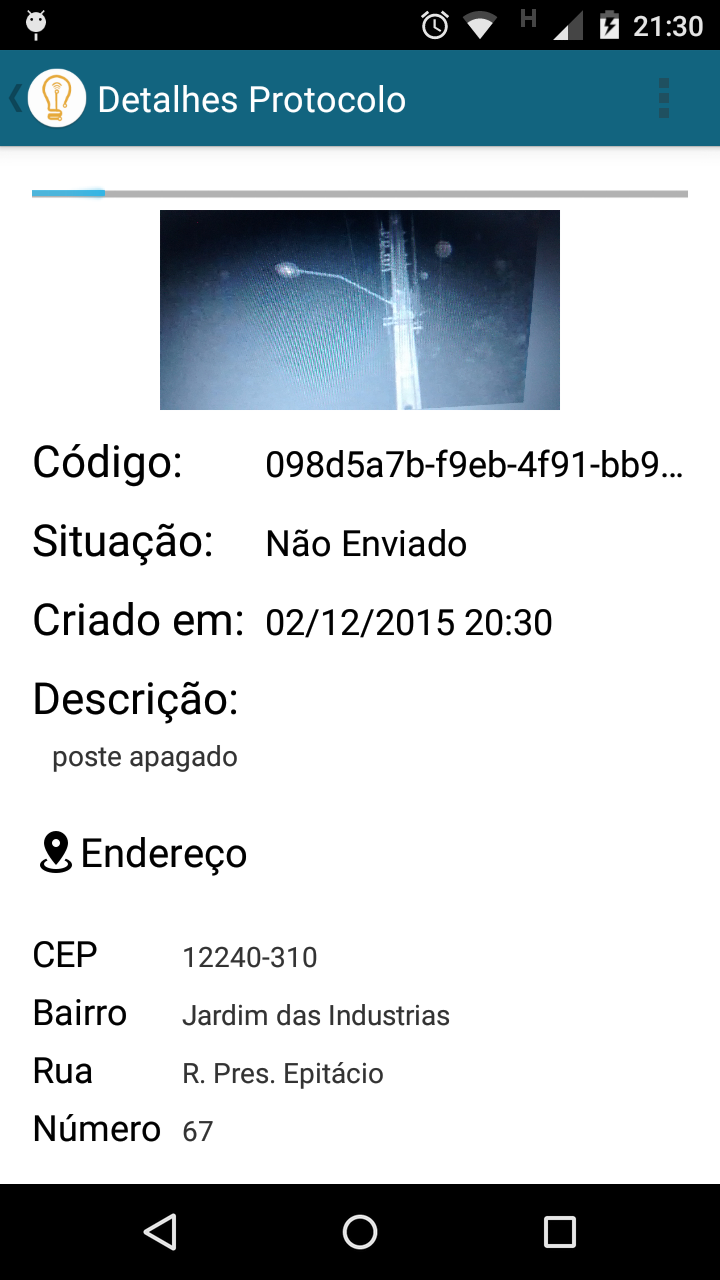 H 21:30
Detalhes Protocolo
Código: 098d5a7b-f9eb-4f91-bb9...
Situação: Não Enviado
Criado em: 02/12/2015 20:30
Descrição:
poste apagado
Endereço
CEP 12240-310
Bairro Jardim das Industrias
Rua R. Pres. Epitácio
Número 67